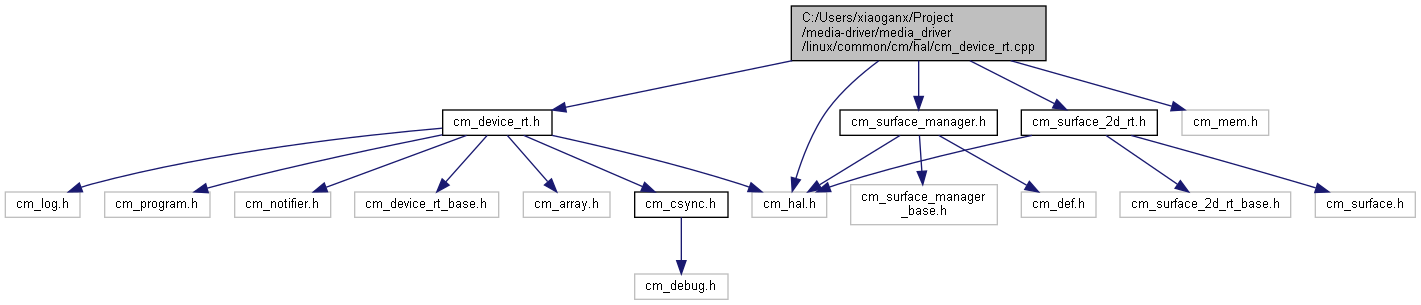 C:/Users/xiaoganx/Project
/media-driver/media_driver
/linux/common/cm/hal/cm_device_rt.cpp
cm_device_rt.h
cm_surface_manager.h
cm_surface_2d_rt.h
cm_mem.h
cm_log.h
cm_program.h
cm_notifier.h
cm_device_rt_base.h
cm_array.h
cm_csync.h
cm_hal.h
cm_surface_manager
_base.h
cm_def.h
cm_surface_2d_rt_base.h
cm_surface.h
cm_debug.h